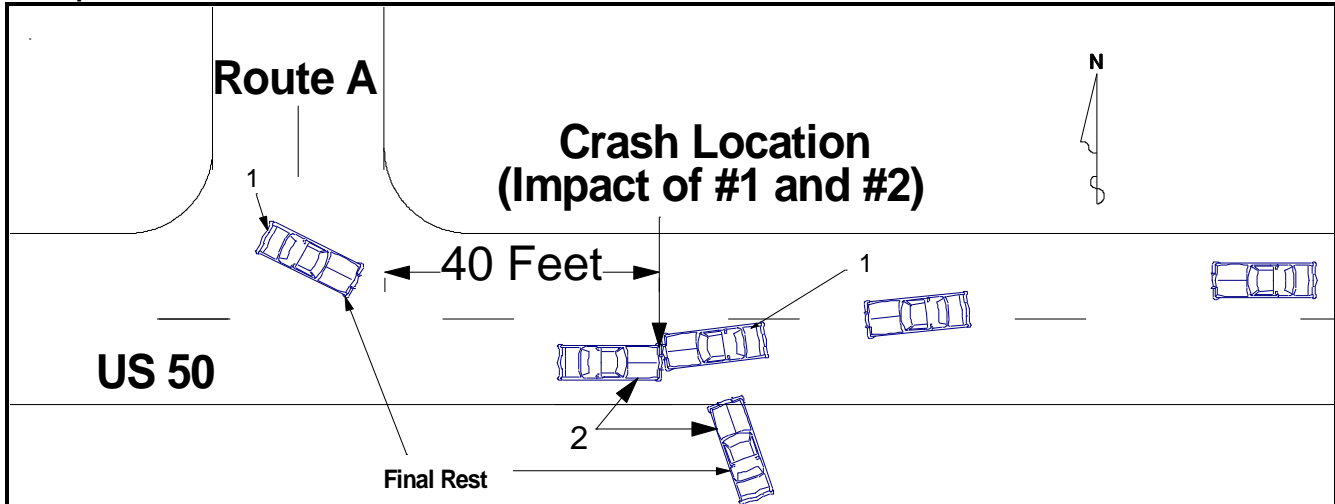 Route A
N
Crash Location
(Impact of #1 and #2)
1
40 Feet
1
US 50
2
Final Rest